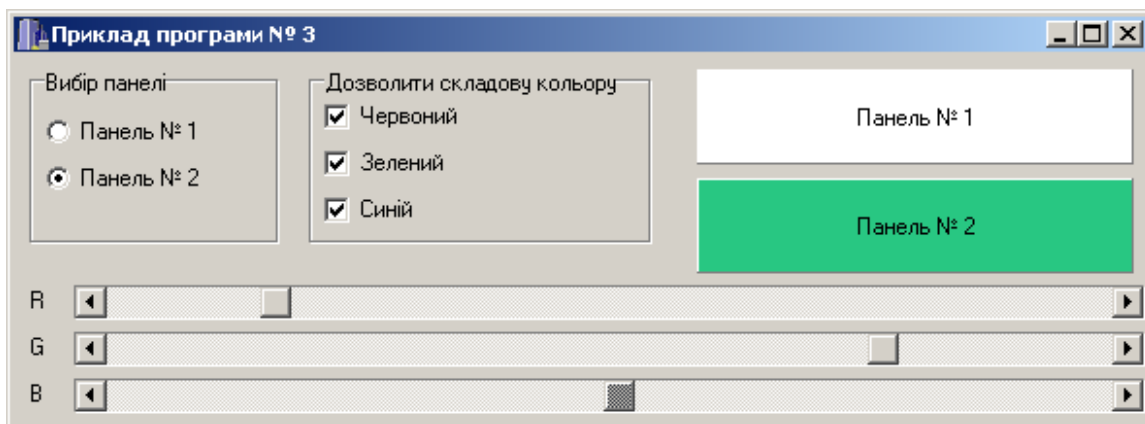 Приклад програми № 3
Вибір панелі
Панель № 1
Панель № 2
Дозволити складову кольору
Червоний
Зелений
Синій
Панель № 1
Панель № 2
R
G
B